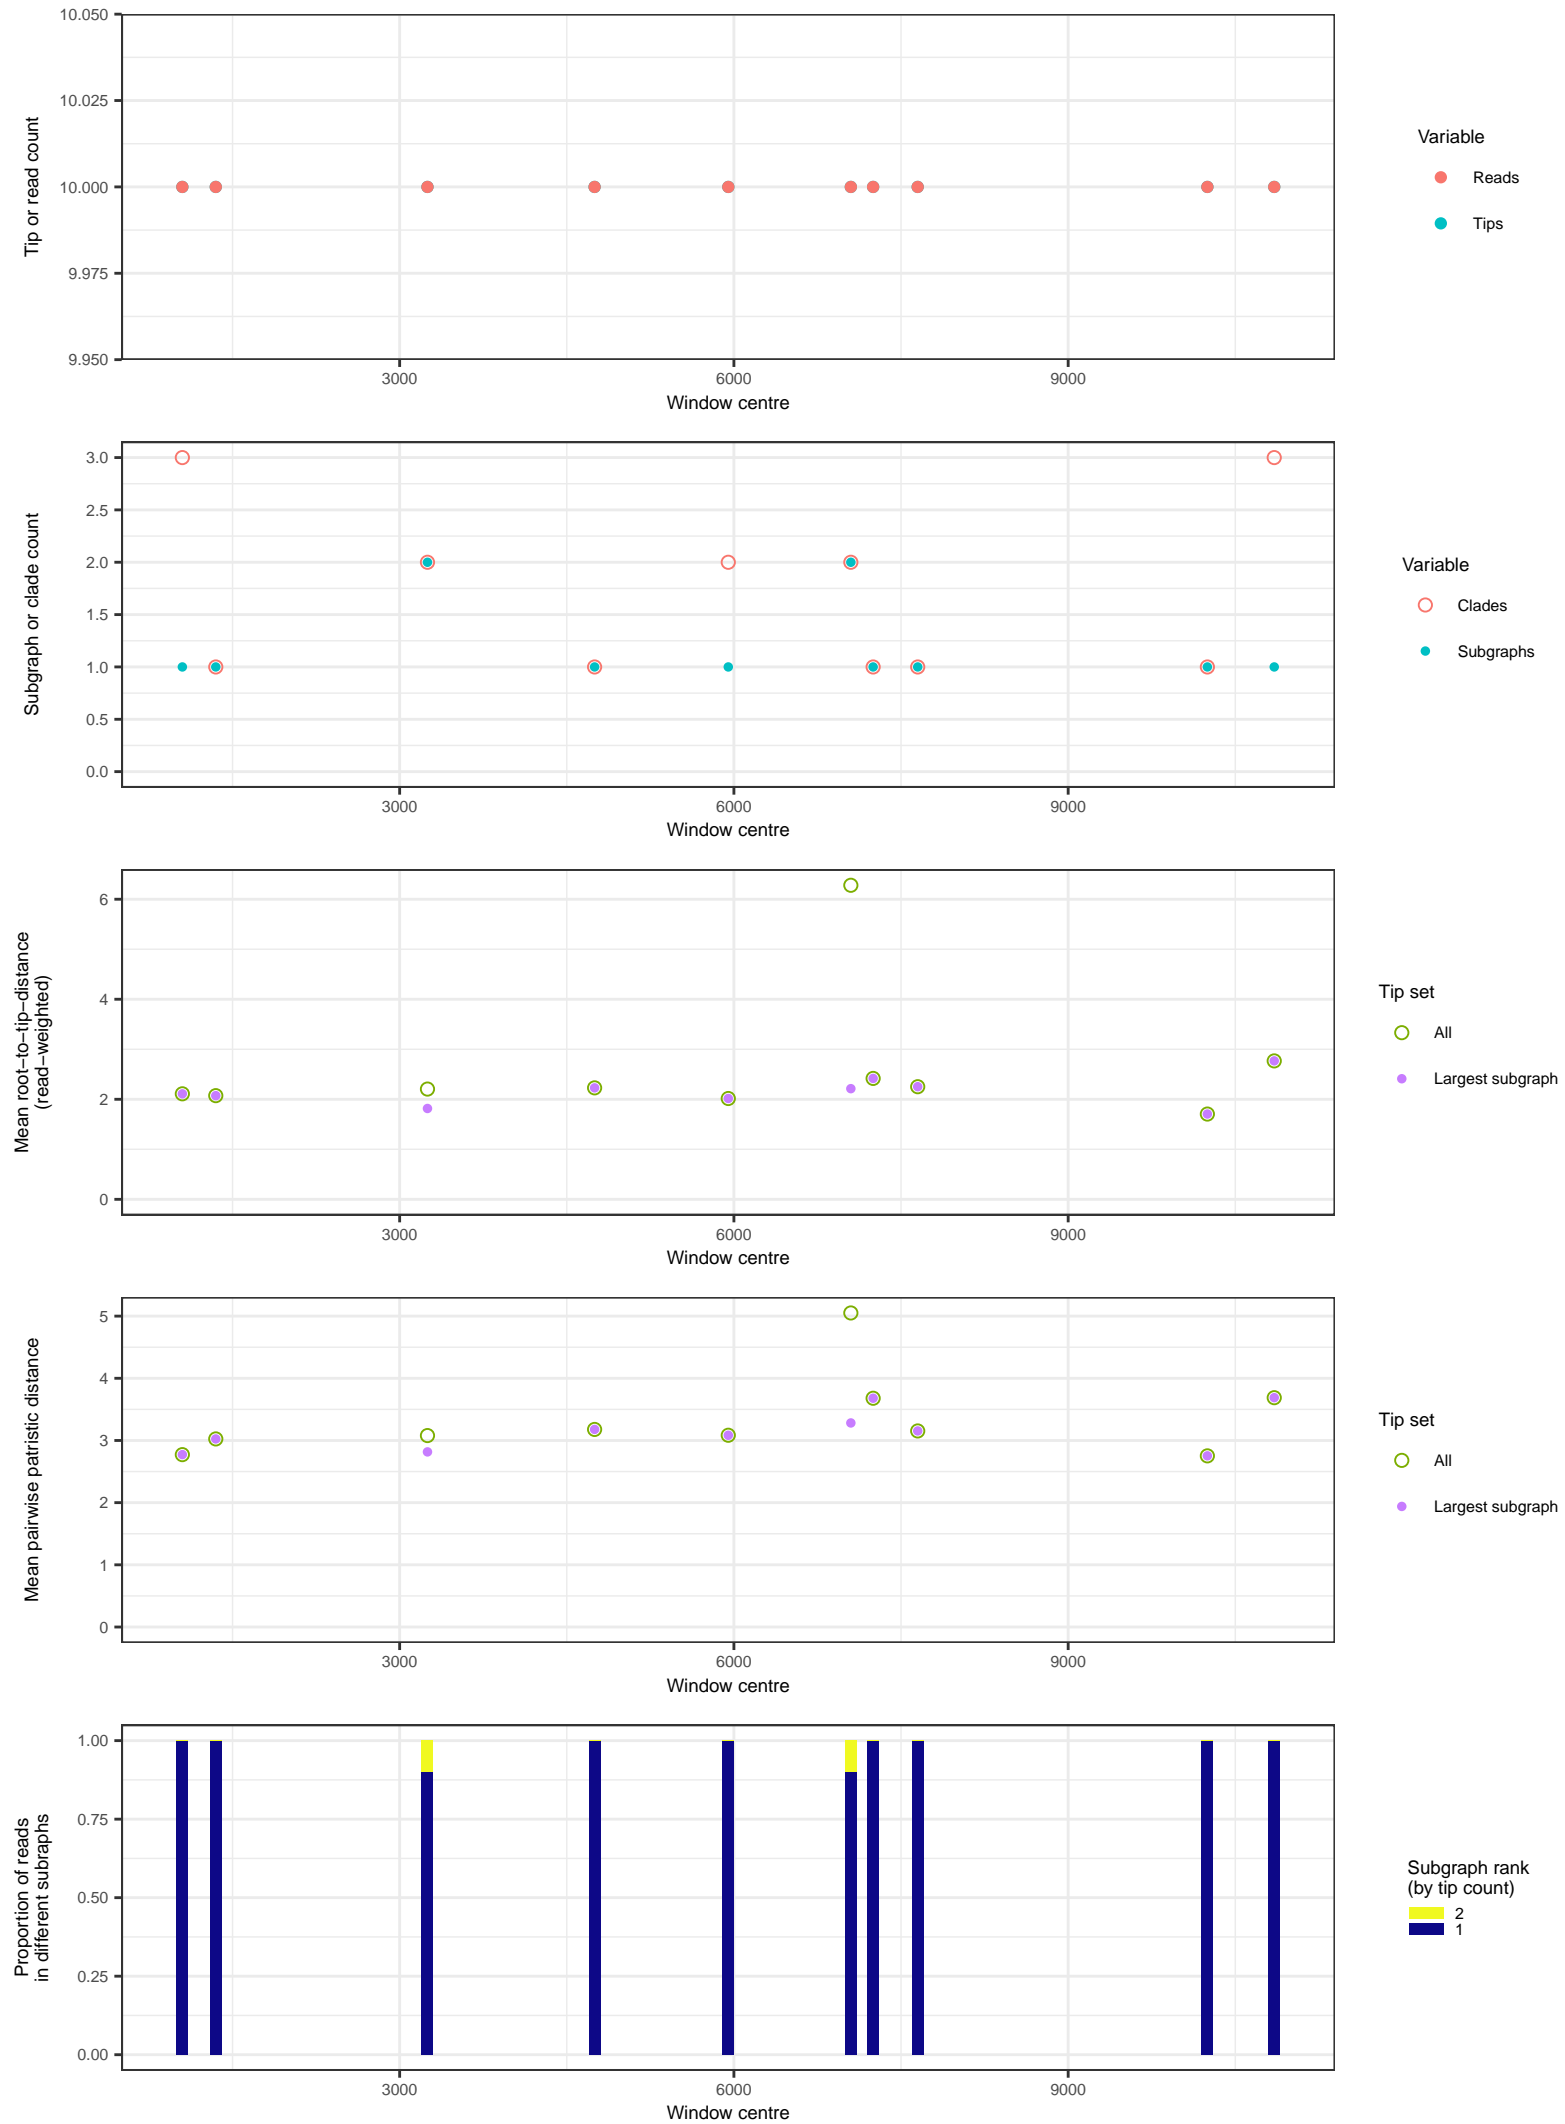 Tip or read count
10.050
10.025
10.000
9.975
9.950
3000
6000
9000
Window centre
Variable
Reads
Tips
Subgraph or clade count
3.0
2.5
2.0
1.5
1.0
0.5
0.0
3000
6000
9000
Window centre
Variable
Clades
Subgraphs
Mean root−to−tip−distance
(read−weighted)
6
4
2
0
3000
6000
9000
Window centre
Tip set
All
Largest subgraph
Mean pairwise patristic distance
5
4
3
2
1
0
3000
6000
9000
Window centre
Tip set
All
Largest subgraph
Proportion of reads
in different subraphs
1.00
0.75
0.50
0.25
0.00
3000
6000
9000
Window centre
Subgraph rank
(by tip count)
2
1